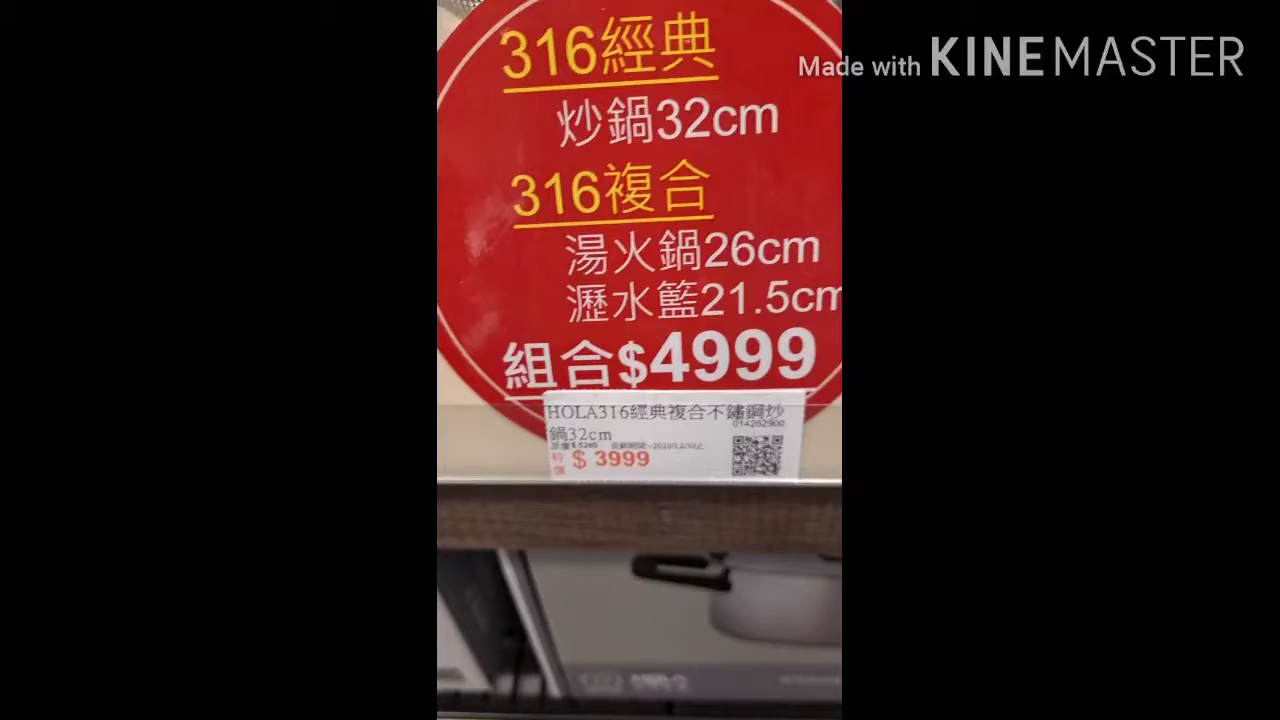 316經典
炒鍋32cm
316複合
湯火鍋26cm
瀝水籃21.5cm
組合$4999
HOLA316經典複合不鏽鋼炒
鍋32cm
014262900
特價 $ 3999
Made with KINEMASTER